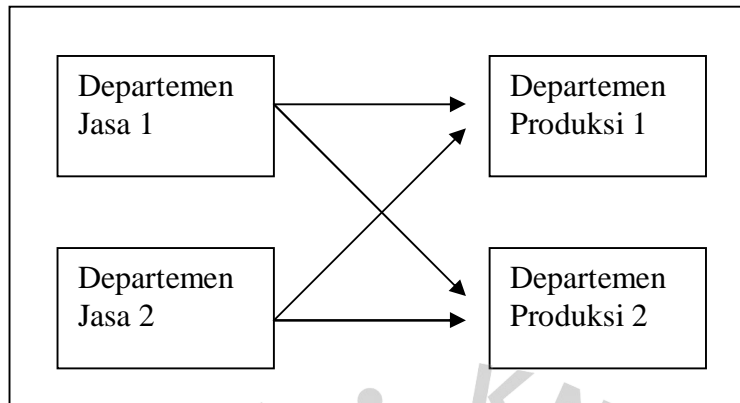 Departemen
Jasa 1
Departemen
Produksi 1
Departemen
Jasa 2
Departemen
Produksi 2